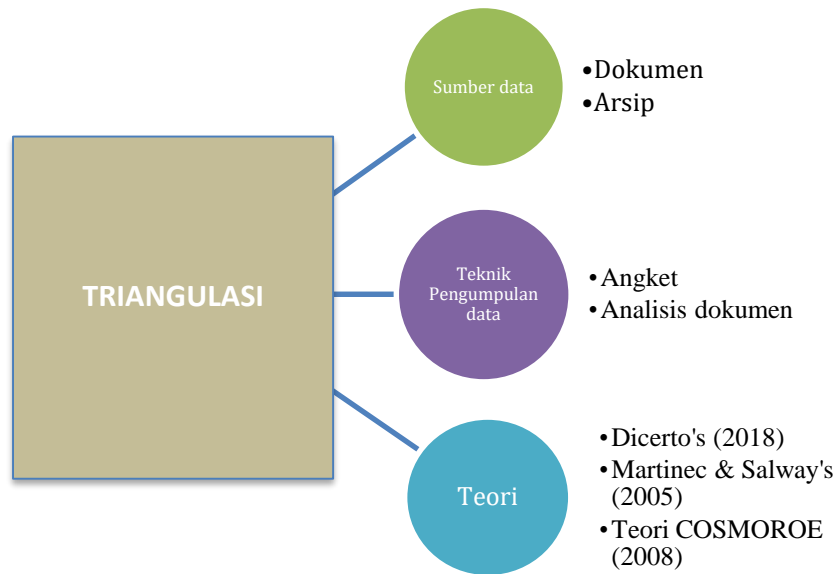 TRIANGULASI
Sumber data
•Dokumen
•Arsip
Teknik
Pengumpulan
data
•Angket
•Analisis dokumen
Teori
•Dicerto's (2018)
•Martinec & Salway's
(2005)
•Teori COSMOROE
(2008)